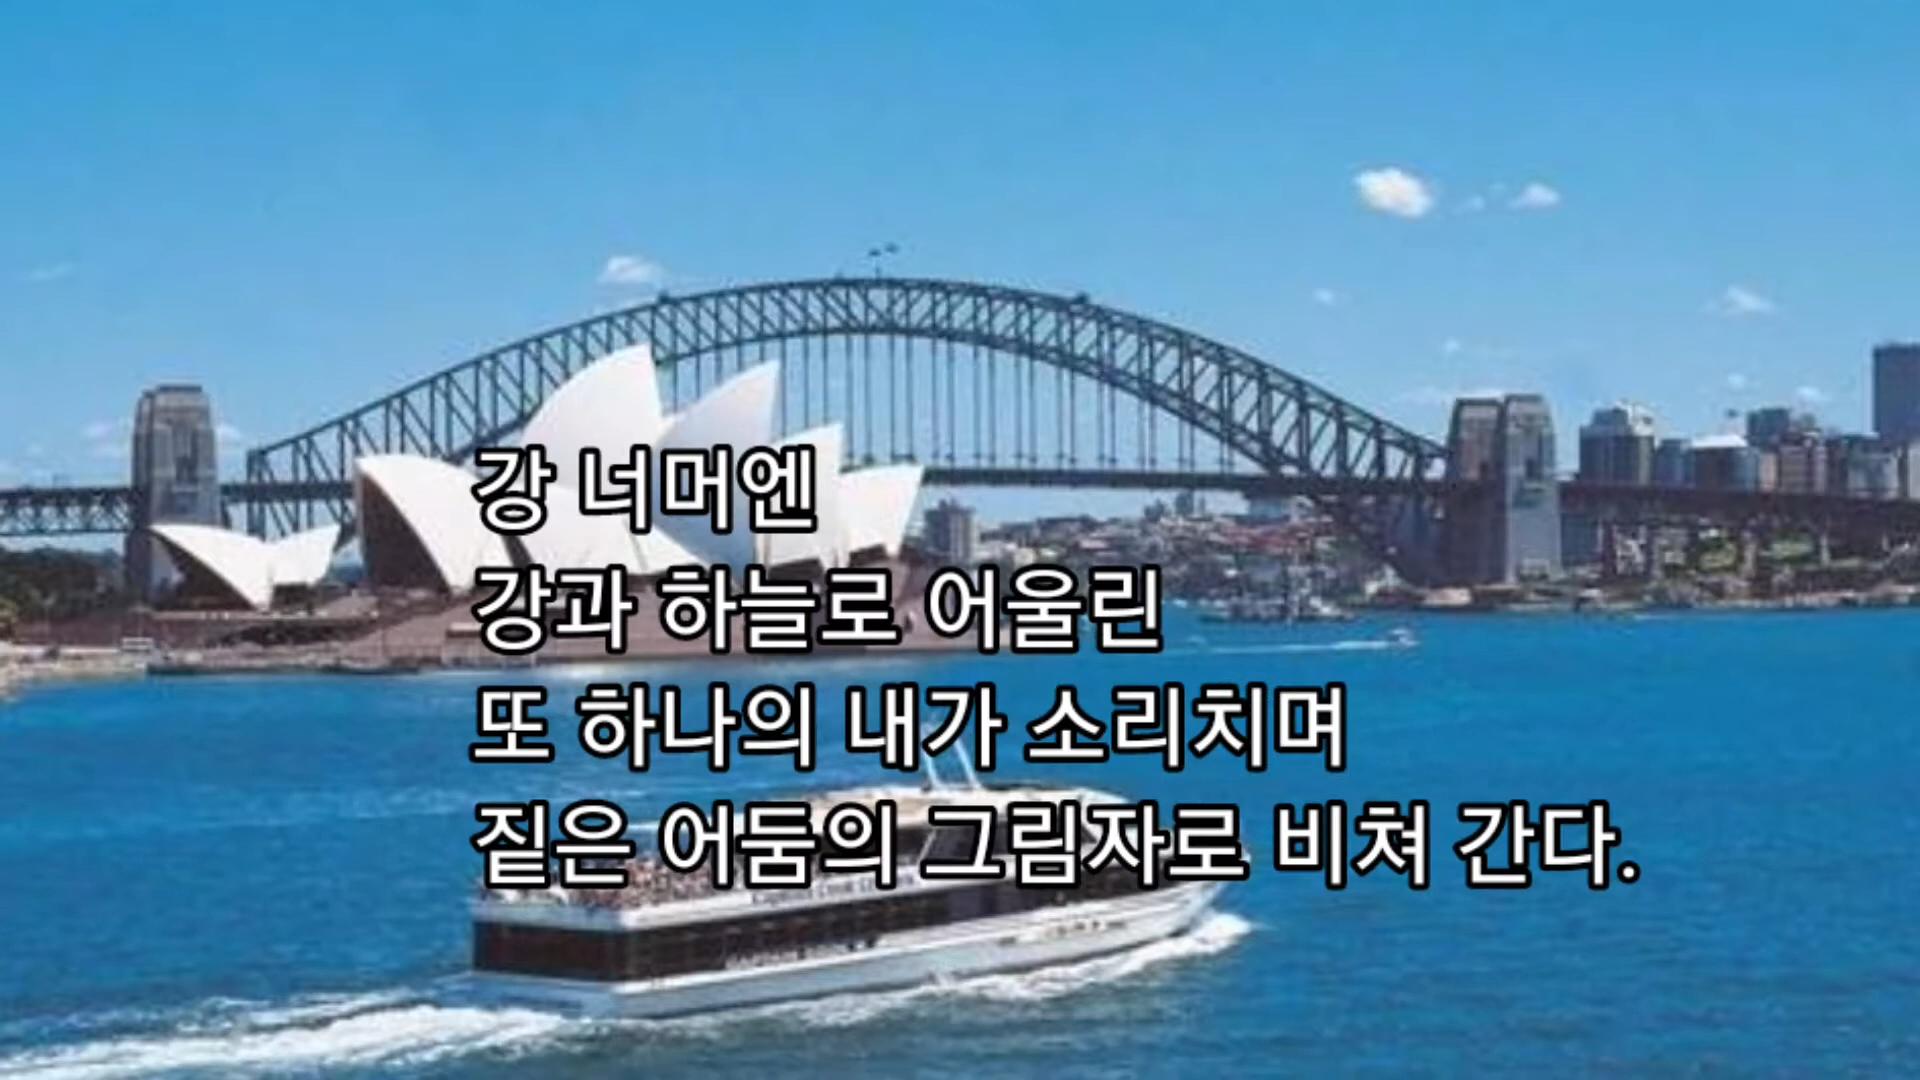 강 너머엔
강과 하늘로 어울린
또 하나의 내가 소리치며
짙은 어둠의 그림자로 비쳐 간다.